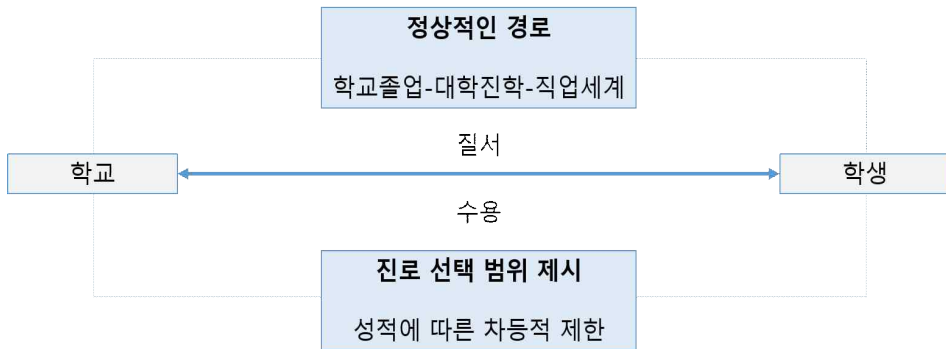 정상적인 경로
학교졸업-대학진학-직업세계
질서
학교
학생
수용
진로 선택 범위 제시
성적에 따른 차등적 제한